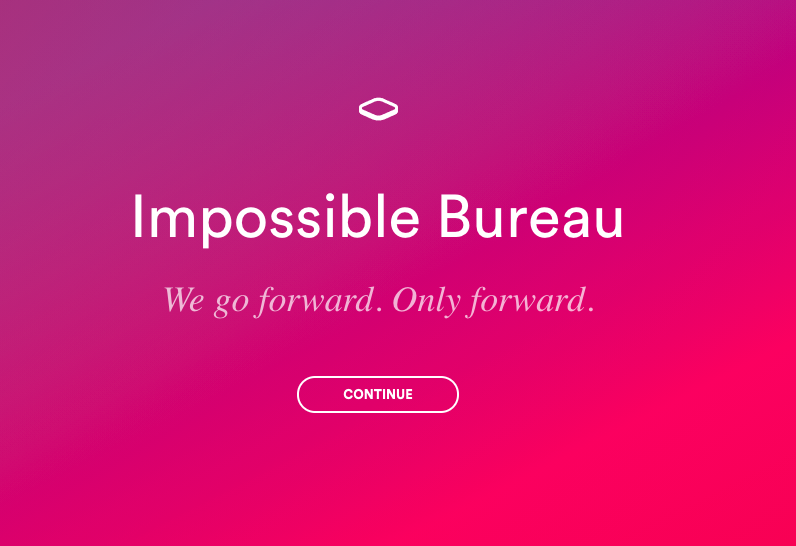 Impossible Bureau
We go forward. Only forward.
CONTINUE